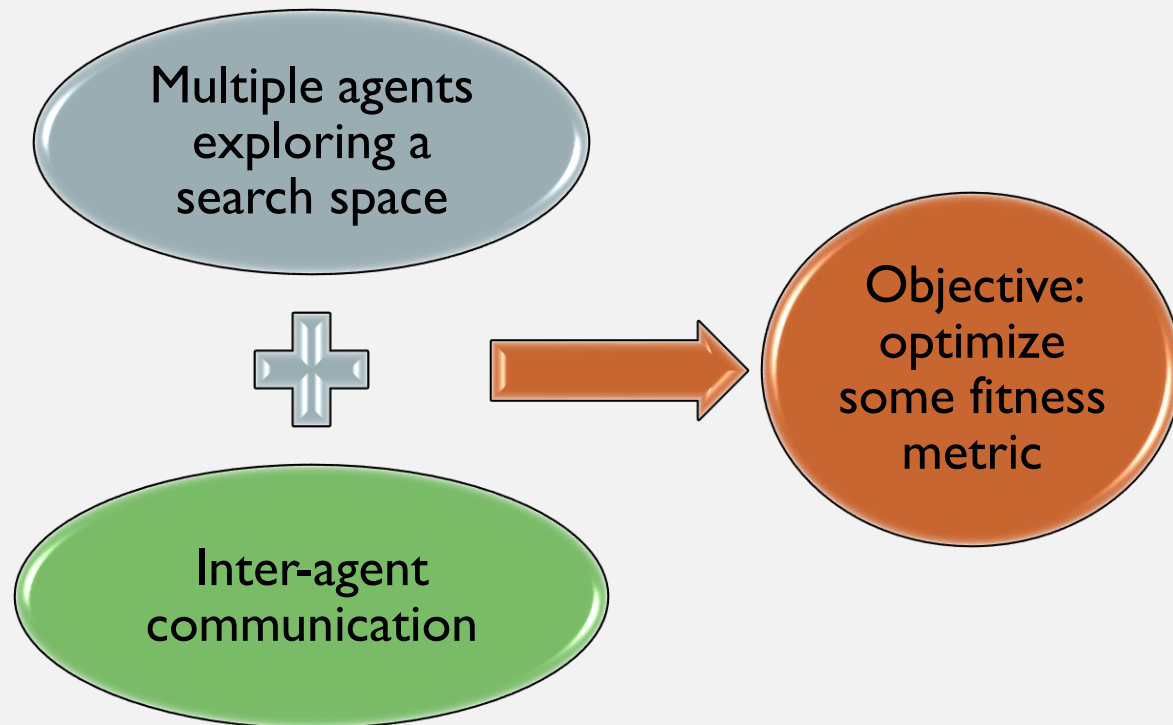 Multiple agents
exploring a
search space
Inter-agent
communication
Objective:
optimize
some fitness
metric